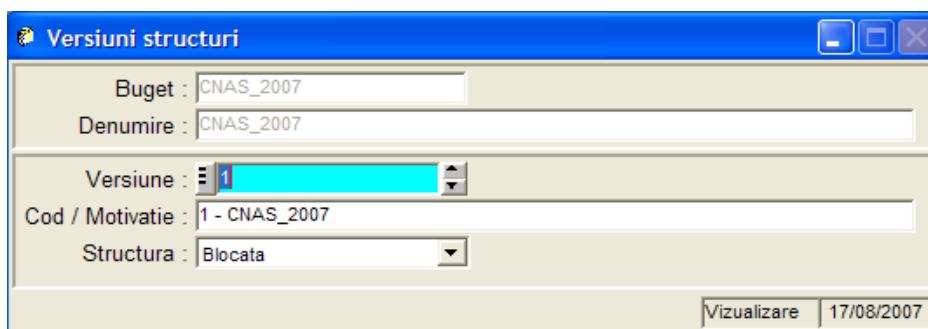 Versiuni structuri
Buget : CNAS_2007
Denumire : CNAS_2007
Versiune : 1
Cod / Motivatie : 1 - CNAS_2007
Structura : Blocata
Vizualizare 17/08/2007